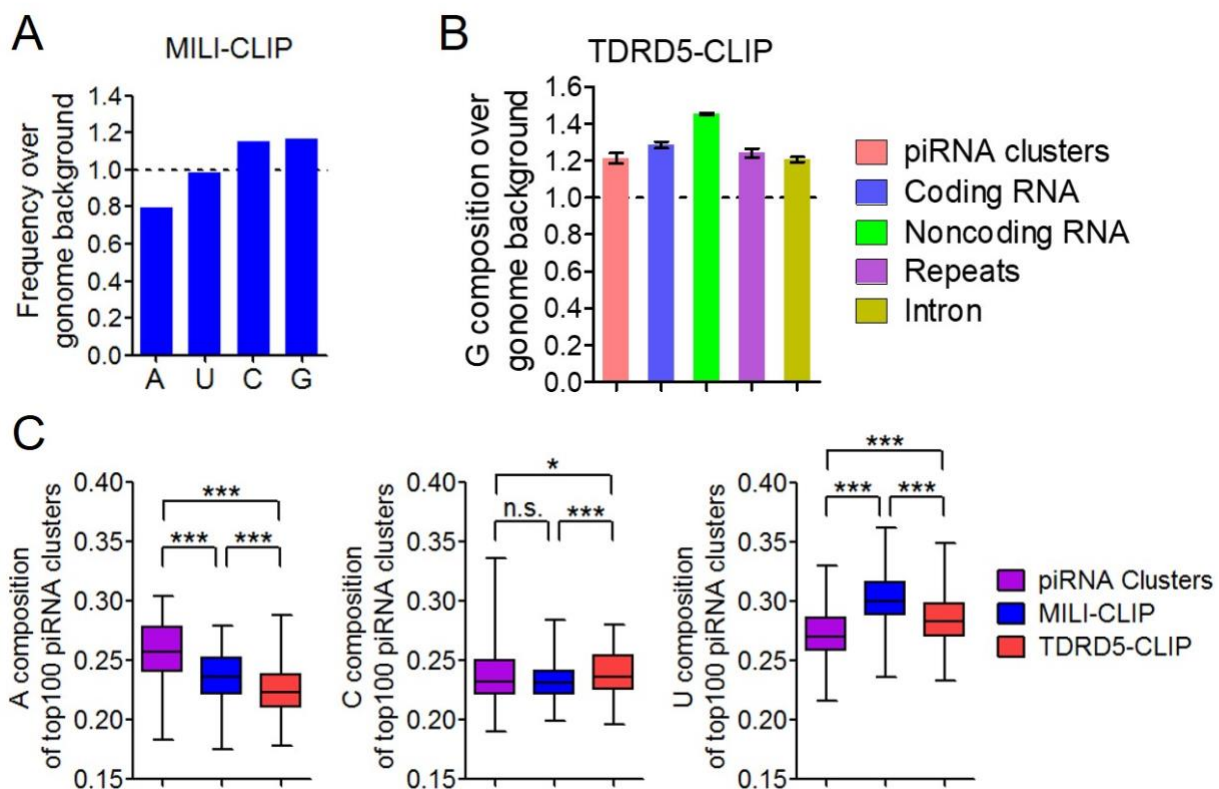 A
MILI-CLIP
Frequency over
gonome background
1.4
1.2
1.0
0.8
0.6
0.4
0.2
0.0
A U C G
B
TDRD5-CLIP
G composition over
gonome background
1.6
1.4
1.2
1.0
0.8
0.6
0.4
0.2
0.0
piRNA clusters
Coding RNA
Noncoding RNA
Repeats
Intron
C
A composition
of top100 piRNA clusters
0.40
0.35
0.30
0.25
0.20
0.15
***
*** ***
C composition
of top100 piRNA clusters
0.40
0.35
0.30
0.25
0.20
0.15
*
n.s. ***
U composition
of top100 piRNA clusters
0.40
0.35
0.30
0.25
0.20
0.15
***
*** ***
piRNA Clusters
MILI-CLIP
TDRD5-CLIP